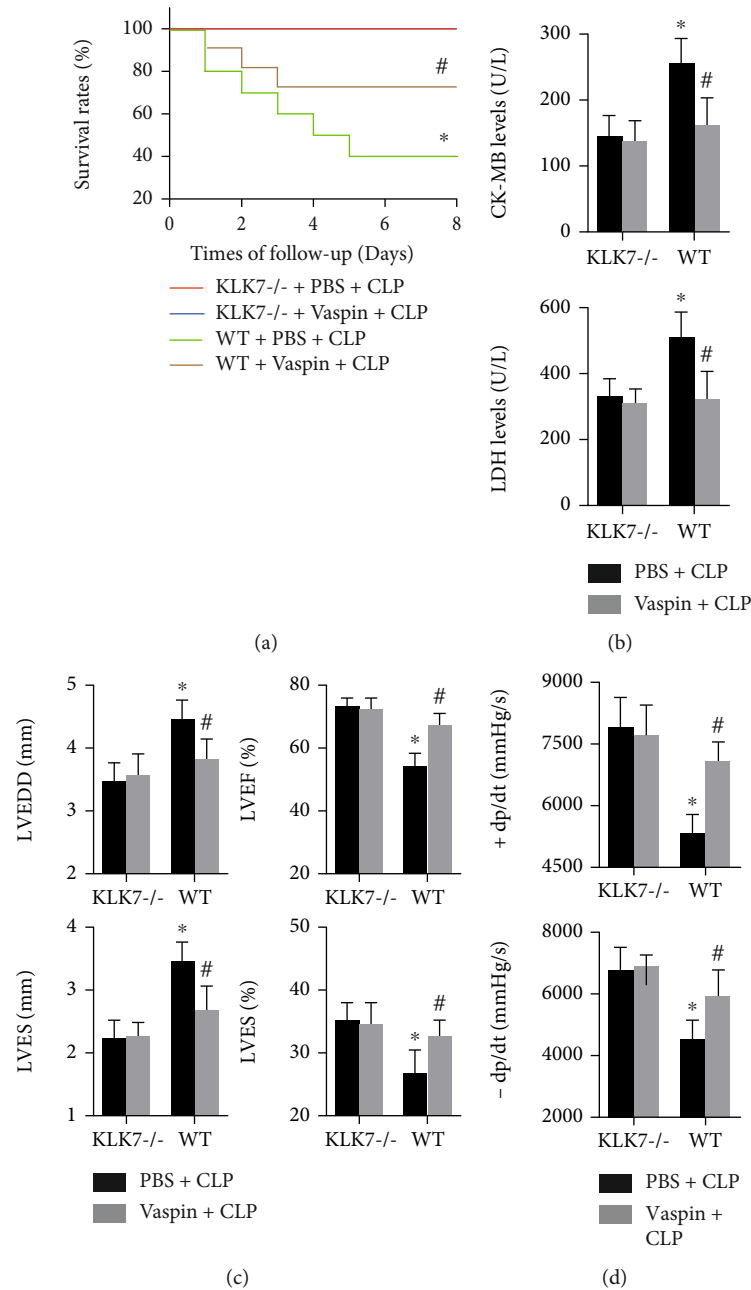 100
80
60
40
20
Survival rates (%)
#
*
0
2
4
6
8
Times of follow-up (Days)
KLK7-/- + PBS + CLP
KLK7-/- + Vaspin + CLP
WT + PBS + CLP
WT + Vaspin + CLP
(a)
300
200
100
0
CK-MB levels (U/L)
*
#
KLK7-/-
WT
600
400
200
0
LDH levels (U/L)
*
#
KLK7-/-
WT
PBS + CLP
Vaspin + CLP
(b)
5
4
3
2
LVEDD (mm)
*
#
KLK7-/-
WT
80
60
40
20
LVEF (%)
*
#
KLK7-/-
WT
4
3
2
1
LVES (mm)
*
#
KLK7-/-
WT
50
40
30
20
LVES (%)
*
#
KLK7-/-
WT
PBS + CLP
Vaspin + CLP
(c)
9000
7500
6000
4500
+ dp/dt (mmHg/s)
*
#
KLK7-/-
WT
8000
6000
4000
2000
− dp/dt (mmHg/s)
*
#
KLK7-/-
WT
PBS + CLP
Vaspin +
CLP
(d)